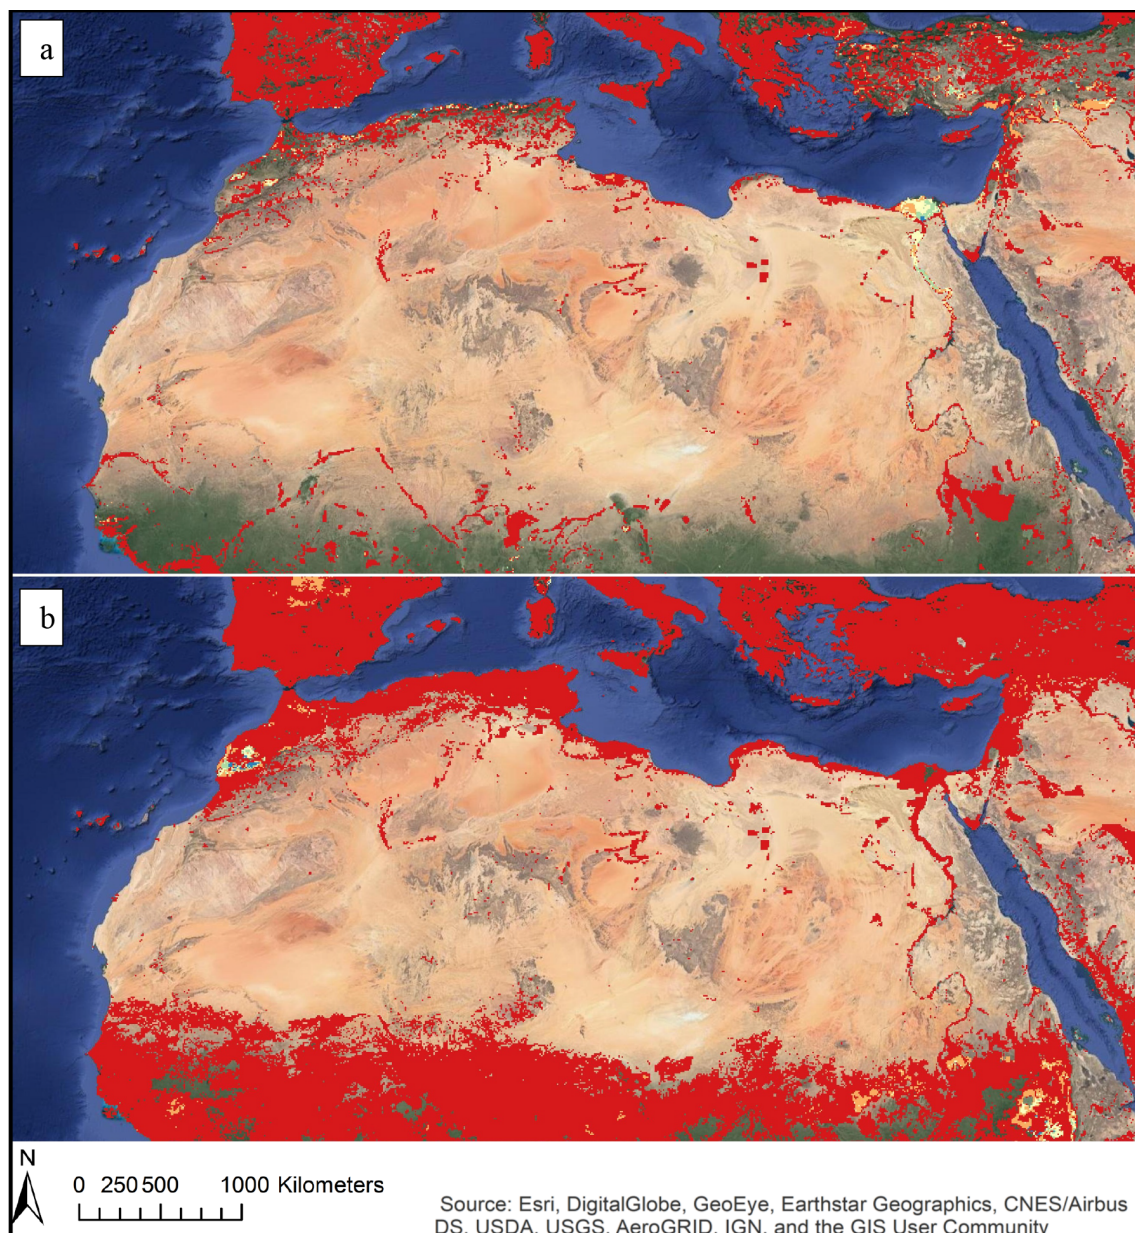 a
b
N
0 250 500 1000 Kilometers
Source: Esri, DigitalGlobe, GeoEye, Earthstar Geographics, CNES/Airbus
DS, USDA, USGS, AeroGRID, IGN, and the GIS User Community